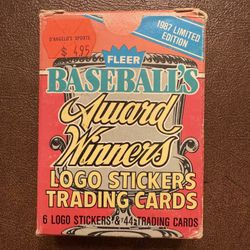 D'ANGELO'S SPORTS
$ 4.95
1987 LIMITED
EDITION
FLEER
BASEBALL'S
Award
Winners
LOGO STICKERS
TRADING CARDS
6 LOGO STICKERS & 44 TRADING CARDS